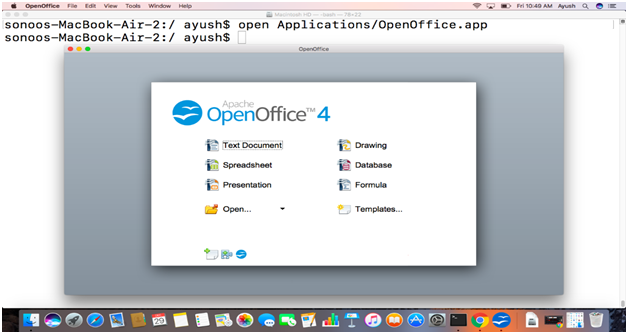 OpenOffice File Edit View Tools Window Help Fri 10:49 AM Ayush
Macintosh HD — -bash — 78×22
sonoos-MacBook-Air-2:/ ayush$ open Applications/OpenOffice.app
sonoos-MacBook-Air-2:/ ayush$
OpenOffice
Apache
OpenOffice™ 4
Text Document Drawing
Spreadsheet Database
Presentation Formula
Open... Templates...
29